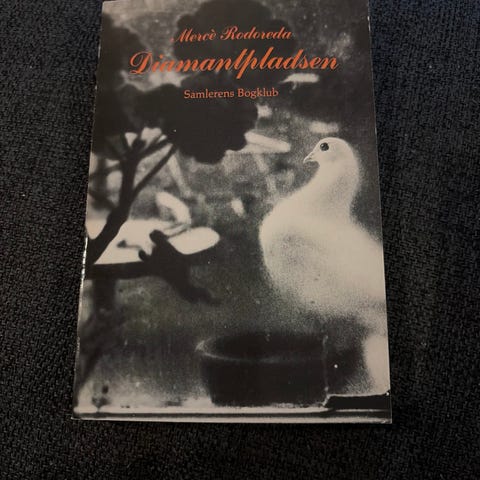 Mercè Rodoreda
Diamantpladsen
Samlerens Bogklub